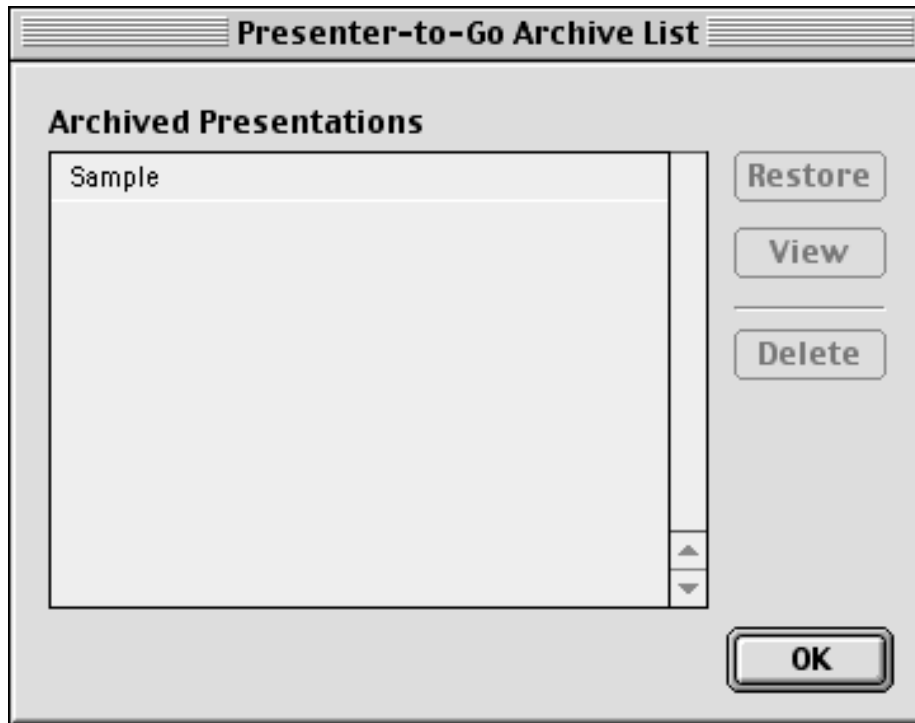 Presenter-to-Go Archive List
Archived Presentations
Sample
Restore
View
Delete
OK